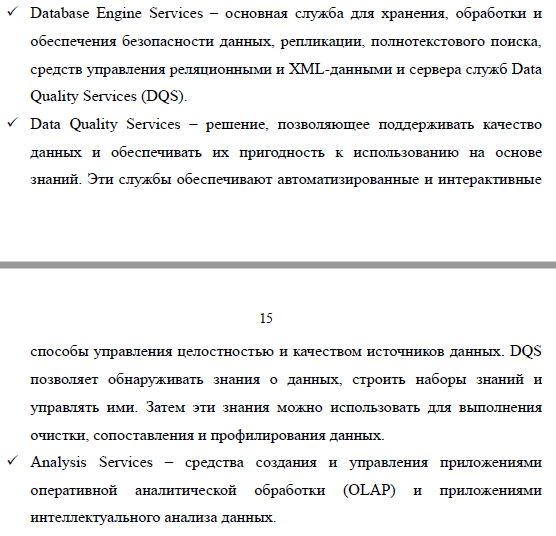 ✓ Database Engine Services – основная служба для хранения, обработки и
обеспечения безопасности данных, репликации, полнотекстового поиска,
средств управления реляционными и XML-данными и сервера служб Data
Quality Services (DQS).
✓ Data Quality Services – решение, позволяющее поддерживать качество
данных и обеспечивать их пригодность к использованию на основе
знаний. Эти службы обеспечивают автоматизированные и интерактивные
15
способы управления целостностью и качеством источников данных. DQS
позволяет обнаруживать знания о данных, строить наборы знаний и
управлять ими. Затем эти знания можно использовать для выполнения
очистки, сопоставления и профилирования данных.
✓ Analysis Services – средства создания и управления приложениями
оперативной аналитической обработки (OLAP) и приложениями
интеллектуального анализа данных.